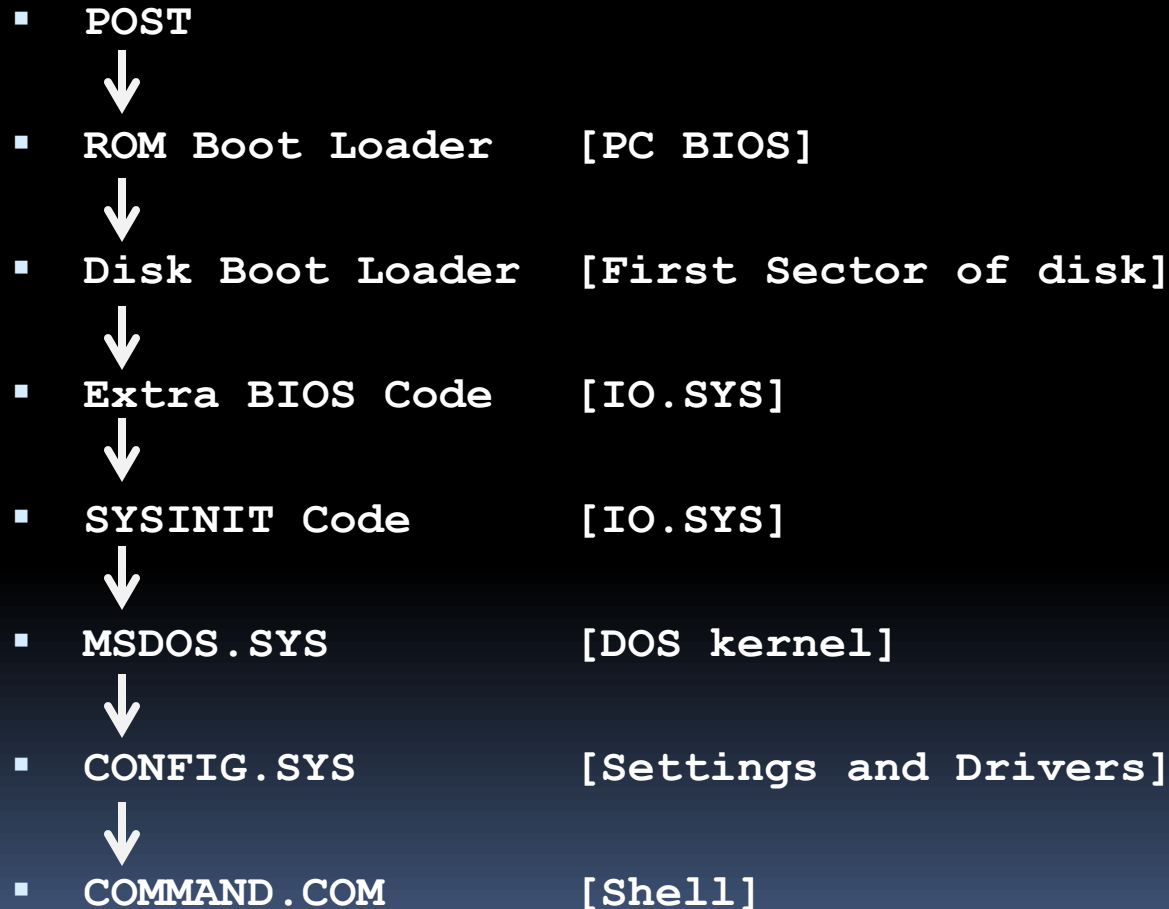 POST
ROM Boot Loader [PC BIOS]
Disk Boot Loader [First Sector of disk]
Extra BIOS Code [IO.SYS]
SYSINIT Code [IO.SYS]
MSDOS.SYS [DOS kernel]
CONFIG.SYS [Settings and Drivers]
COMMAND.COM [Shell]